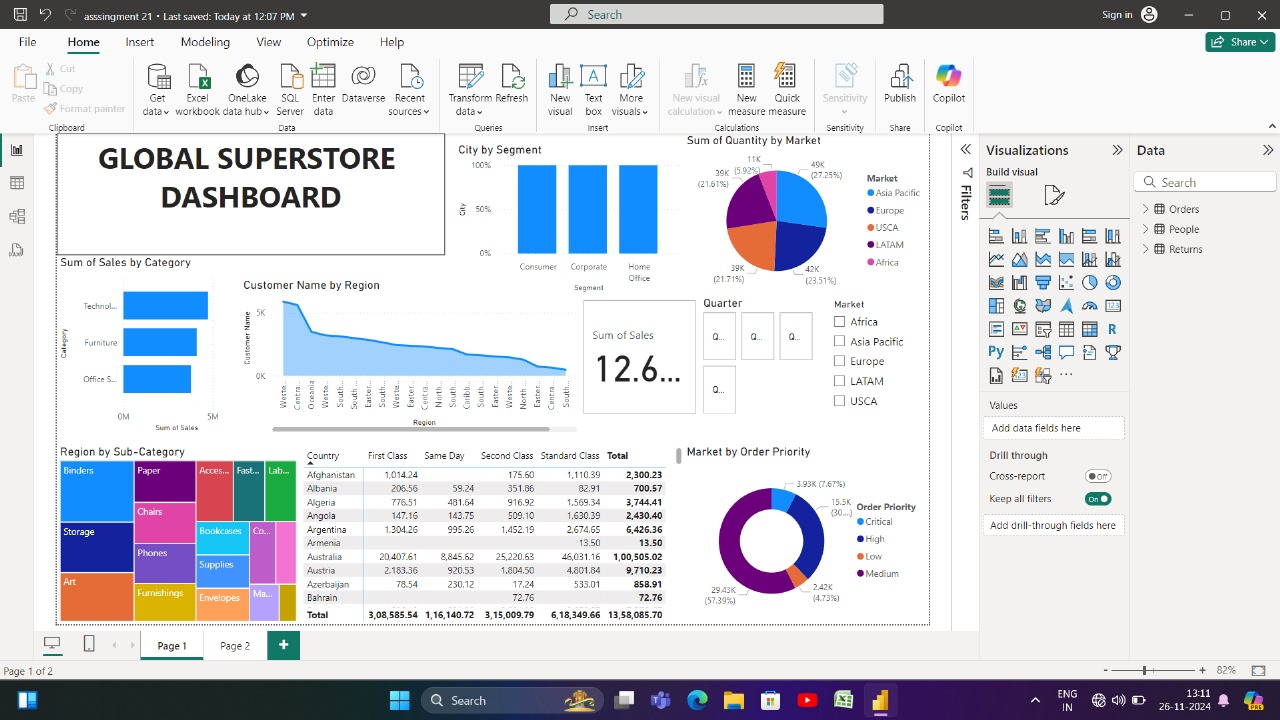 asssingment 21 • Last saved: Today at 12:07 PM
Search
Sign in
File Home Insert Modeling View Optimize Help
Share
Paste
Cut
Copy
Format painter
Clipboard
Get data
Excel workbook
OneLake data hub
SQL Server
Enter data
Dataverse
Recent sources
Data
Transform data
Refresh
Queries
New visual
Text box
More visuals
Insert
New visual calculation
New measure
Quick measure
Calculations
Sensitivity
Sensitivity
Publish
Share
Copilot
Copilot
GLOBAL SUPERSTORE
DASHBOARD
City by Segment
100%
50%
0%
City
Consumer Corporate Home Office
Segment
Sum of Quantity by Market
11K (5.92%)
49K (27.25%)
39K (21.61%)
39K (21.71%)
42K (23.51%)
Market
Asia Pacific
Europe
USCA
LATAM
Africa
Sum of Sales by Category
Category
Technol...
Furniture
Office S...
0M 5M
Sum of Sales
Customer Name by Region
Customer Name
5K
0K
Weste... Centra... Oceania Weste... South... South... Easter... South... Weste... Easter... Centra... North... South... Carib... South... Easter... Weste... North... Easter... Centra... South...
Region
Sum of Sales
12.6...
Quarter
Q... Q... Q...
Q...
Market
Africa
Asia Pacific
Europe
LATAM
USCA
Region by Sub-Category
Binders
Storage
Art
Paper
Chairs
Phones
Furnishings
Acces...
Fast...
Lab...
Bookcases
Supplies
Envelopes
Co...
Ma...
Country First Class Same Day Second Class Standard Class Total
Afghanistan 1,014.24 175.60 1,110.39 2,300.23
Albania 206.56 59.24 351.86 82.91 700.57
Algeria 776.51 481.64 916.92 1,569.34 3,744.41
Angola 147.16 143.75 509.10 1,630.39 2,430.40
Argentina 1,304.26 995.26 1,452.19 2,674.65 6,426.36
Armenia 13.50 13.50
Australia 20,407.61 8,845.62 25,220.63 46,031.16 1,00,505.02
Austria 2,183.36 920.53 1,804.50 4,801.84 9,710.23
Azerbaijan 78.54 230.12 17.24 533.01 858.91
Bahrain 72.76 72.76
Total 3,08,585.54 1,16,140.72 3,15,009.79 6,18,349.66 13,58,085.70
Market by Order Priority
3.93K (7.67%)
15.5K (30...)
2.42K (4.73%)
29.43K (57.39%)
Order Priority
Critical
High
Low
Medium
Filters
Visualizations
Build visual
Values
Add data fields here
Drill through
Cross-report Off
Keep all filters On
Add drill-through fields here
Data
Search
Orders
People
Returns
Page 1 Page 2
Page 1 of 2
82%
Search
ENG
IN
13:11
26-11-2024